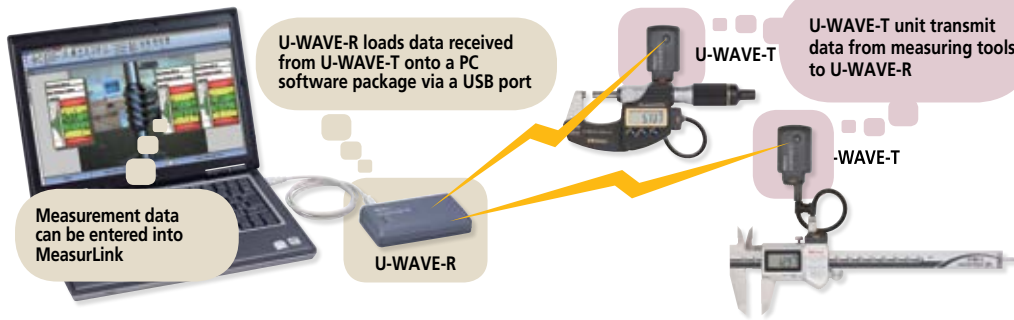 U-WAVE-R loads data received
from U-WAVE-T onto a PC
software package via a USB port
U-WAVE-T
U-WAVE-T unit transmit
data from measuring tools
to U-WAVE-R
-WAVE-T
Measurement data
can be entered into
MeasurLink
U-WAVE-R